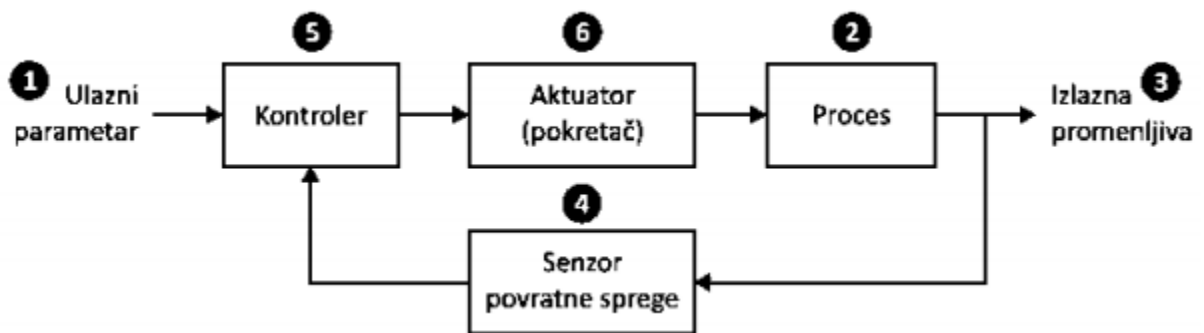 5
6
2
1 Ulazni
parametar
Kontroler
Aktuator
(pokretač)
Proces
Izlazna 3
promenljiva
4
Senzor
povratne sprege